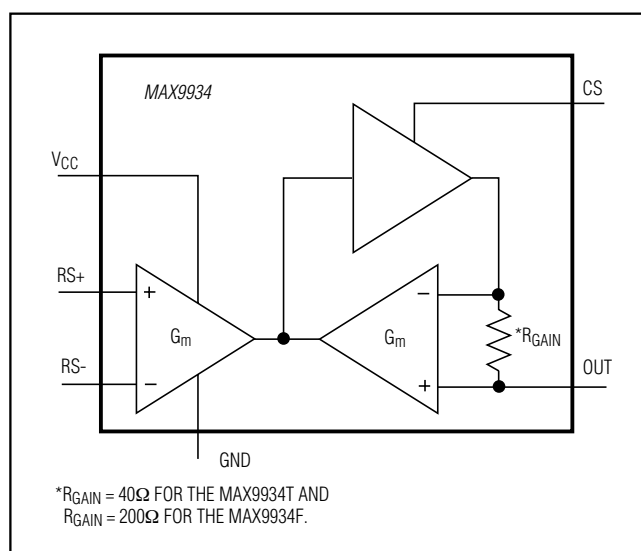 MAX9934
CS
VCC
RS+
+
Gm
RS-
−
−
Gm
+
*RGAIN
OUT
GND
*RGAIN = 40Ω FOR THE MAX9934T AND
RGAIN = 200Ω FOR THE MAX9934F.